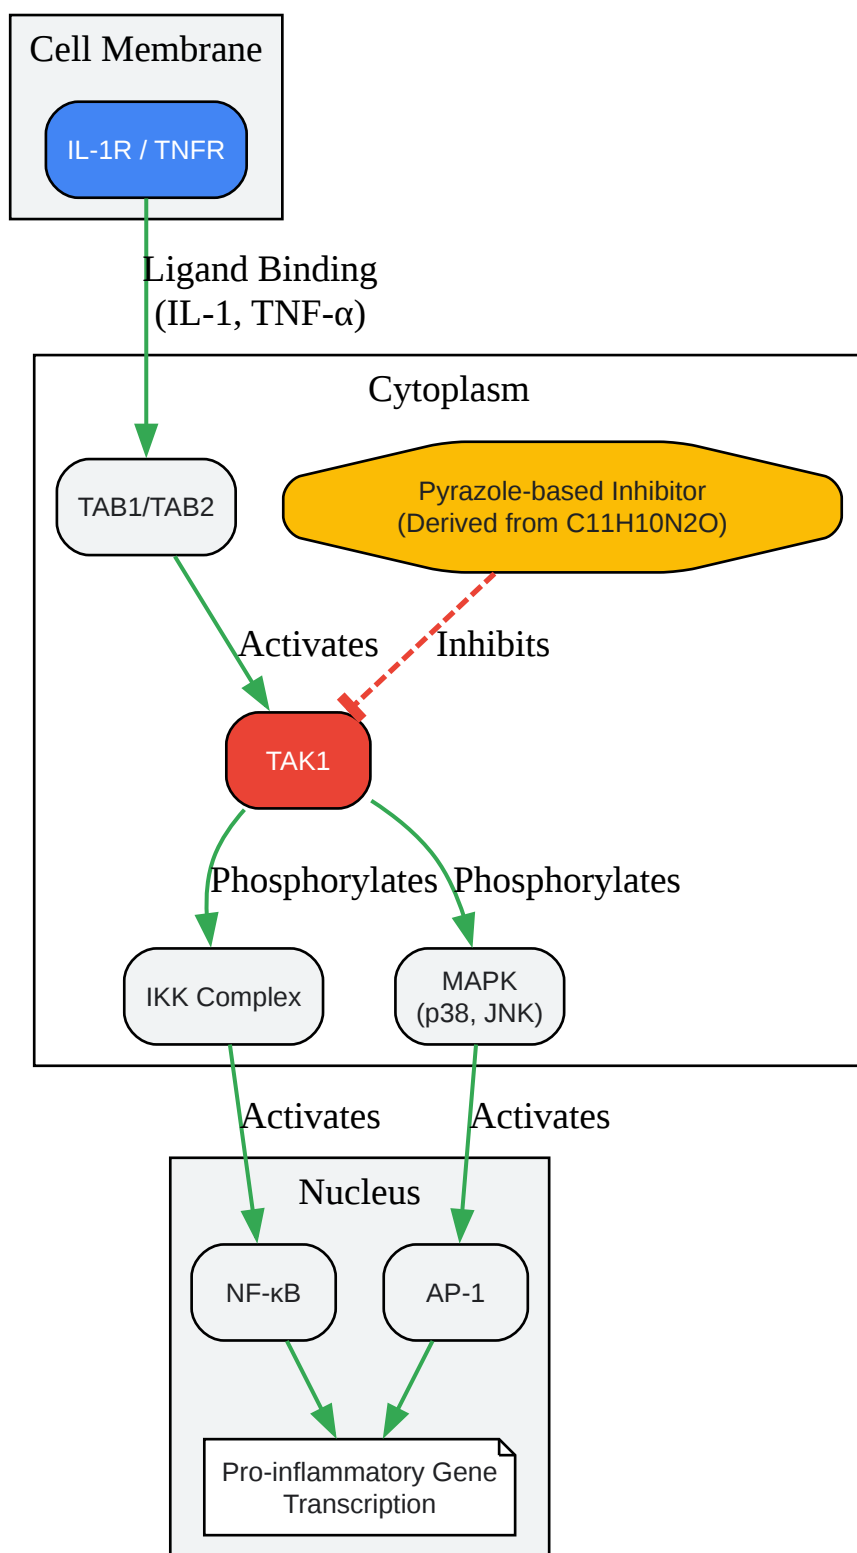 Cell Membrane
IL-1R / TNFR
Ligand Binding
(IL-1, TNF-α)
Cytoplasm
TAB1/TAB2
Pyrazole-based Inhibitor
(Derived from C11H10N2O)
Activates
Inhibits
TAK1
Phosphorylates
Phosphorylates
IKK Complex
MAPK
(p38, JNK)
Activates
Activates
Nucleus
NF-κB
AP-1
Pro-inflammatory Gene
Transcription